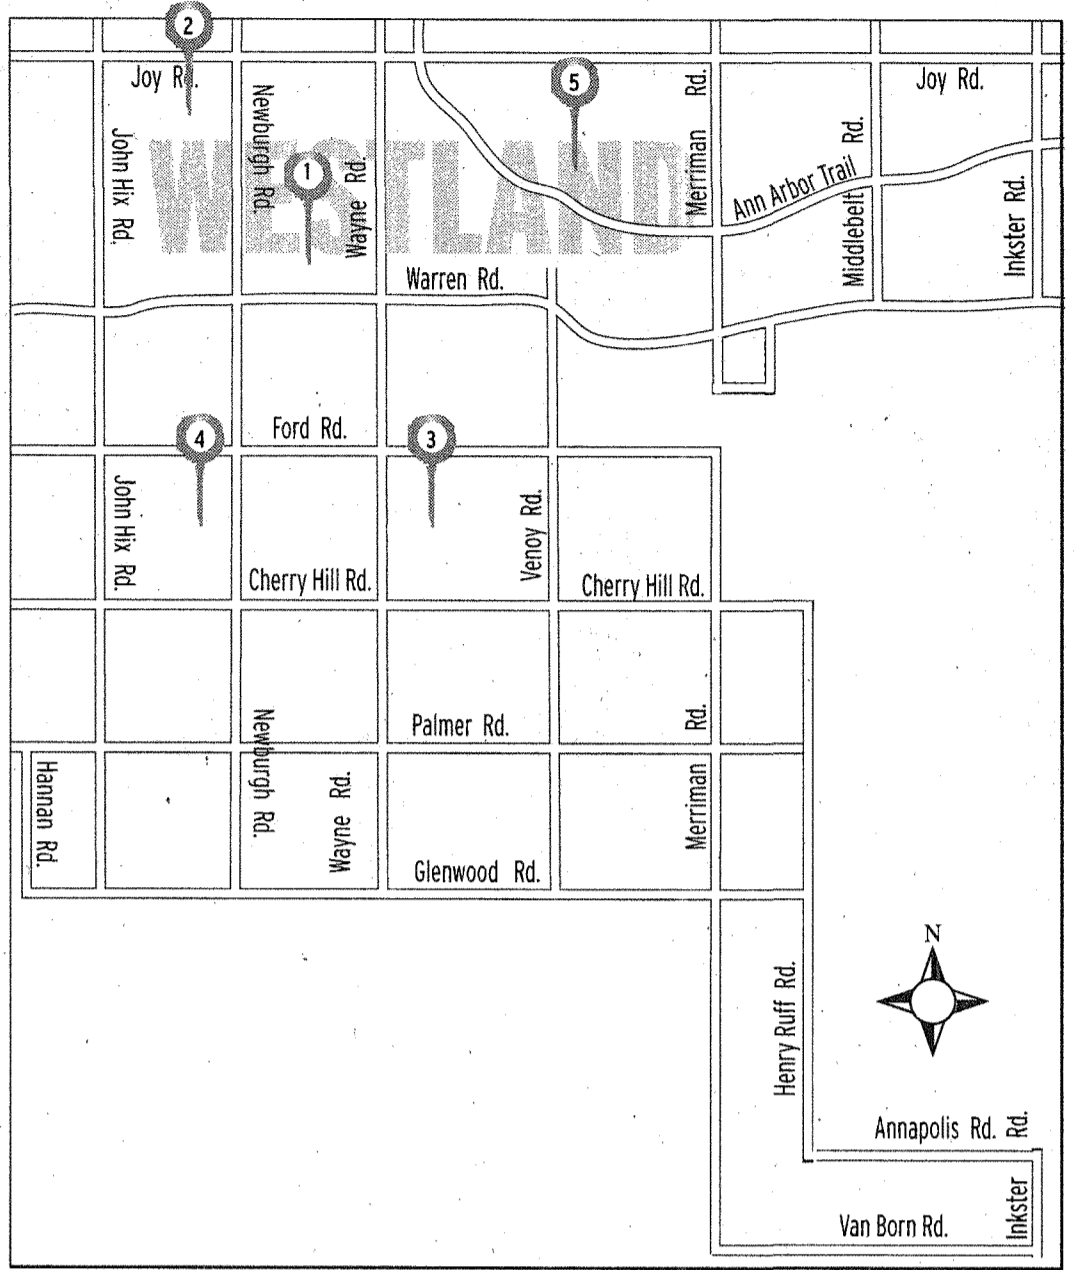 2
Joy Rd.
5
Joy Rd.
John Hix Rd.
Newburgh Rd.
WESTLAND
1
Wayne Rd.
Merriman Rd.
Ann Arbor Trail
Middlebelt Rd.
Inkster Rd.
Warren Rd.
4
Ford Rd.
3
John Hix Rd.
Cherry Hill Rd.
Venoy Rd.
Cherry Hill Rd.
Newburgh Rd.
Palmer Rd.
Merriman Rd.
Hannan Rd.
Wayne Rd.
Glenwood Rd.
N
Henry Ruff Rd.
Annapolis Rd.
Inkster Rd.
Van Born Rd.